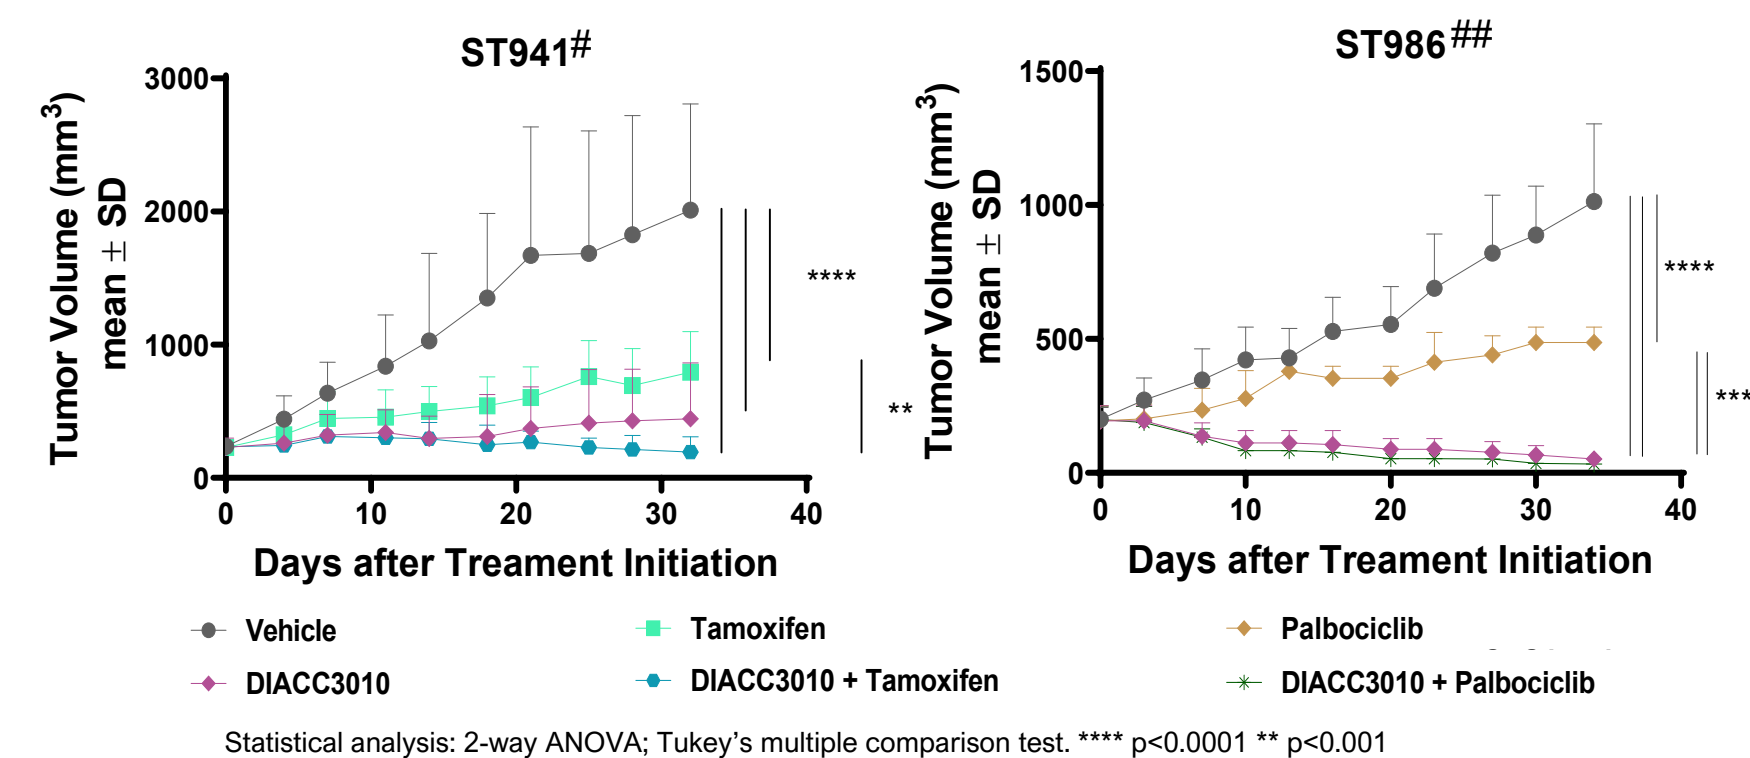 ST941#
3000
2000
1000
0
0 10 20 30 40
Tumor Volume (mm³)
mean ± SD
Days after Treament Initiation
****
**
ST986##
1500
1000
500
0
0 10 20 30 40
Tumor Volume (mm³)
mean ± SD
Days after Treament Initiation
****
***
Vehicle
Tamoxifen
Palbociclib
DIACC3010
DIACC3010 + Tamoxifen
DIACC3010 + Palbociclib
Statistical analysis: 2-way ANOVA; Tukey’s multiple comparison test. **** p<0.0001 ** p<0.001